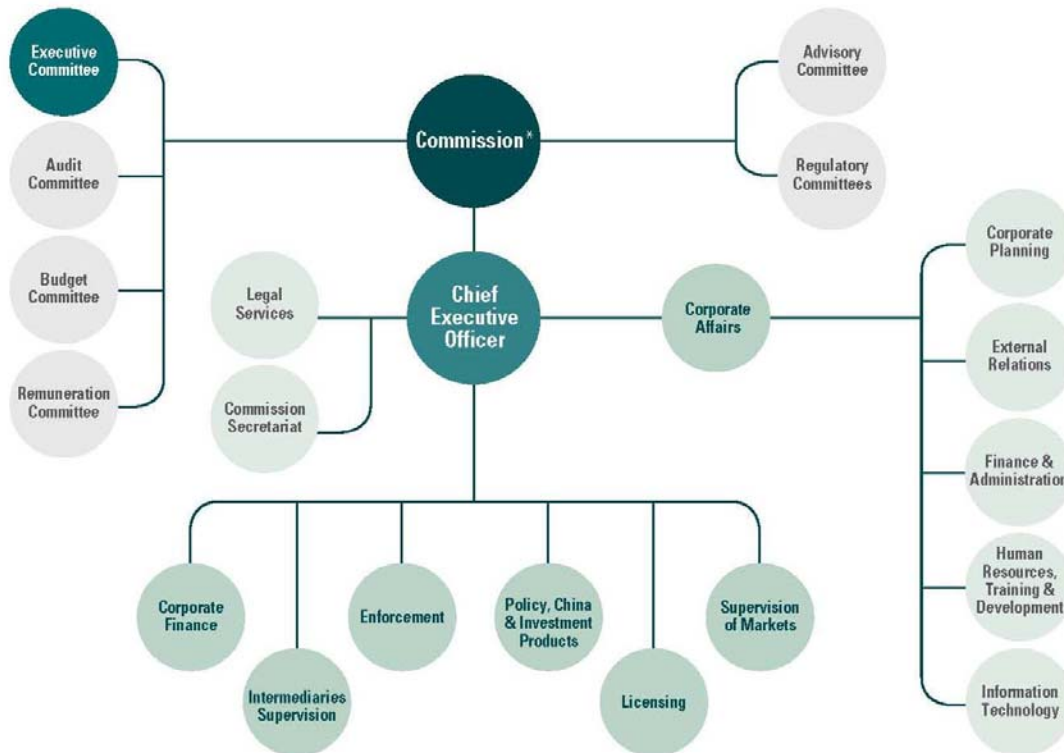 Executive
Committee
Advisory
Committee
Commission*
Audit
Committee
Regulatory
Committees
Corporate
Planning
Budget
Committee
Legal
Services
Chief
Executive
Officer
Corporate
Affairs
External
Relations
Remuneration
Committee
Commission
Secretariat
Finance &
Administration
Corporate
Finance
Enforcement
Policy, China
& Investment
Products
Supervision
of Markets
Human
Resources,
Training &
Development
Intermediaries
Supervision
Licensing
Information
Technology